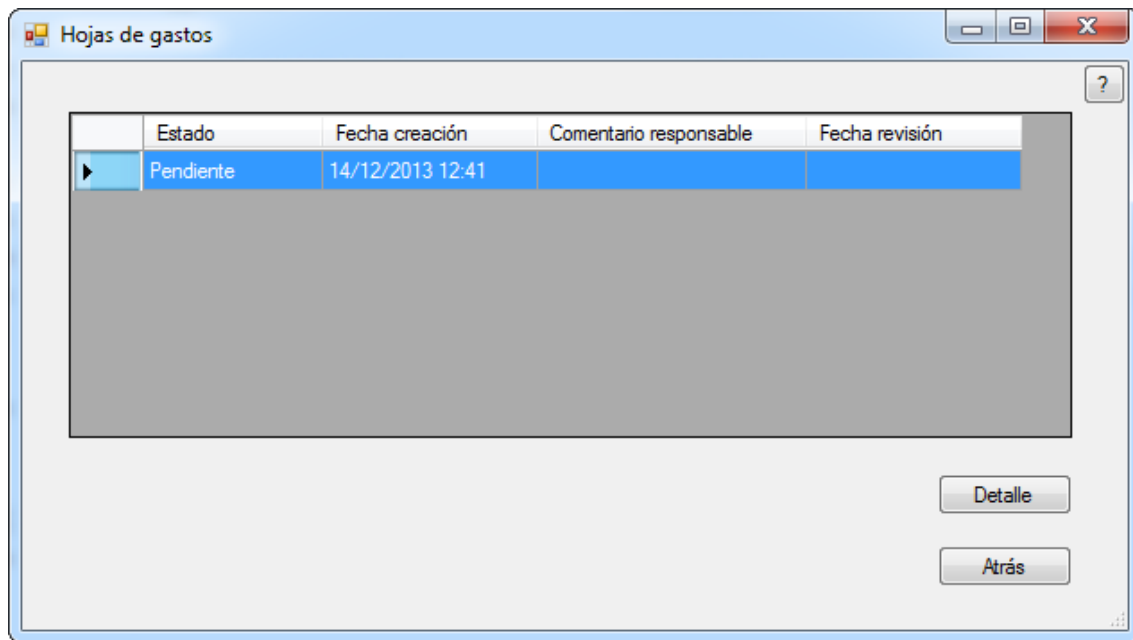 Hojas de gastos
?
Estado Fecha creación Comentario responsable Fecha revisión
Pendiente 14/12/2013 12:41
Detalle
Atrás